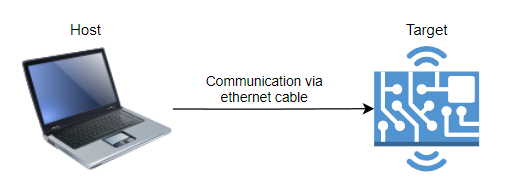 Host
Target
Communication via
ethernet cable